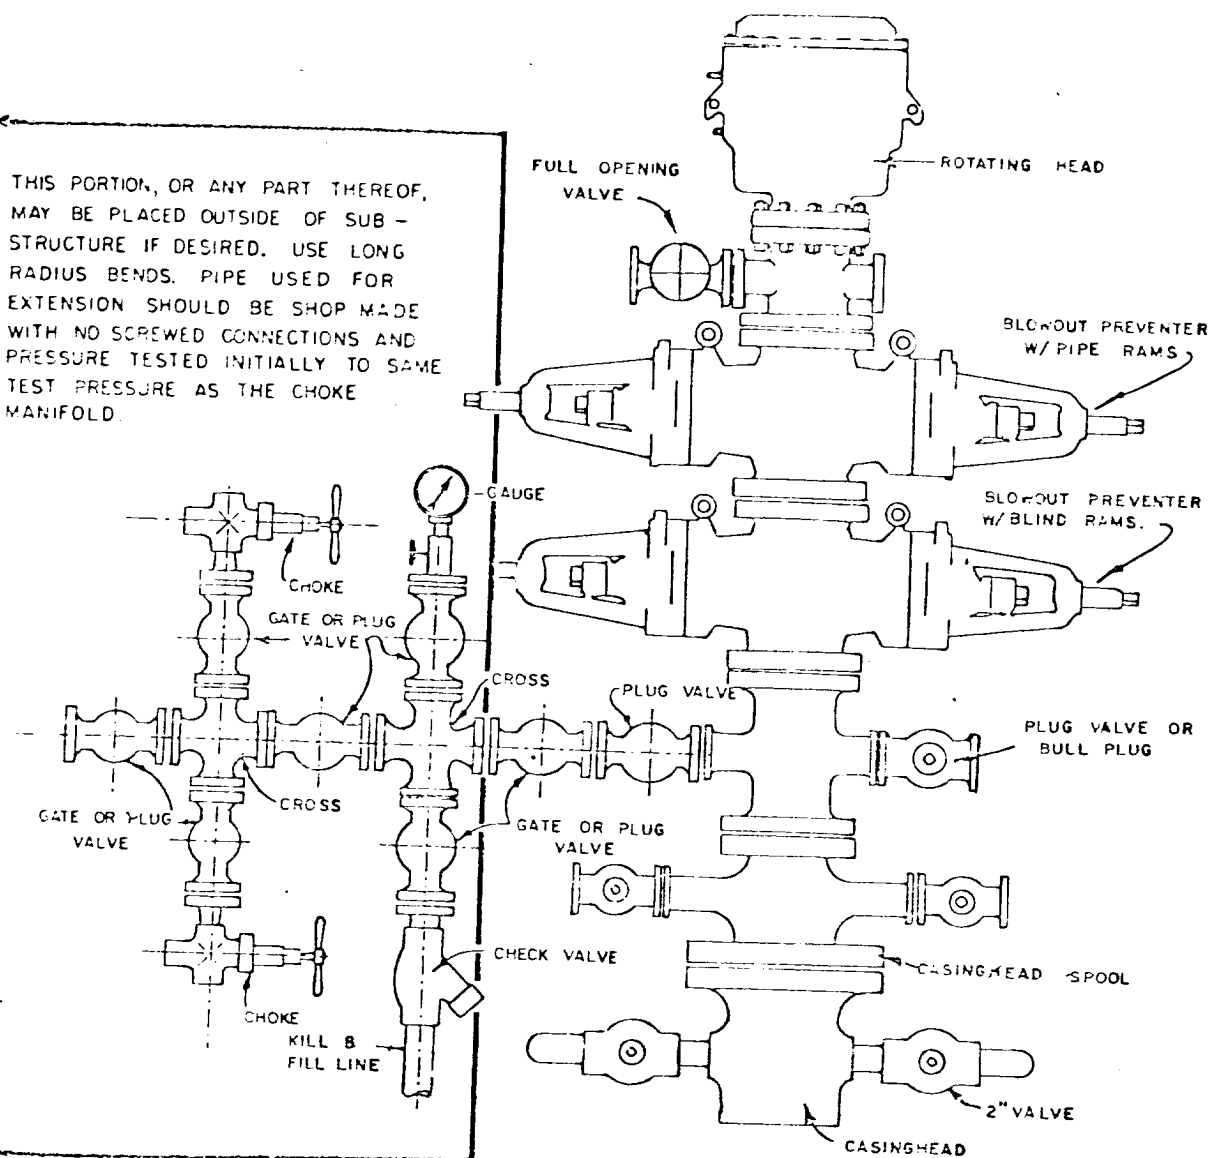 THIS PORTION, OR ANY PART THEREOF,
MAY BE PLACED OUTSIDE OF SUB -
STRUCTURE IF DESIRED. USE LONG
RADIUS BENDS. PIPE USED FOR
EXTENSION SHOULD BE SHOP MADE
WITH NO SCREWED CONNECTIONS AND
PRESSURE TESTED INITIALLY TO SAME
TEST PRESSURE AS THE CHOKE
MANIFOLD.
FULL OPENING
VALVE
ROTATING HEAD
BLOWOUT PREVENTER
W/ PIPE RAMS
GAUGE
BLOWOUT PREVENTER
W/BLIND RAMS.
CHOKE
GATE OR PLUG
VALVE
CROSS
PLUG VALVE
PLUG VALVE OR
BULL PLUG
CROSS
GATE OR PLUG
VALVE
GATE OR PLUG
VALVE
CHECK VALVE
CASINGHEAD SPOOL
CHOKE
KILL &
FILL LINE
2" VALVE
CASINGHEAD